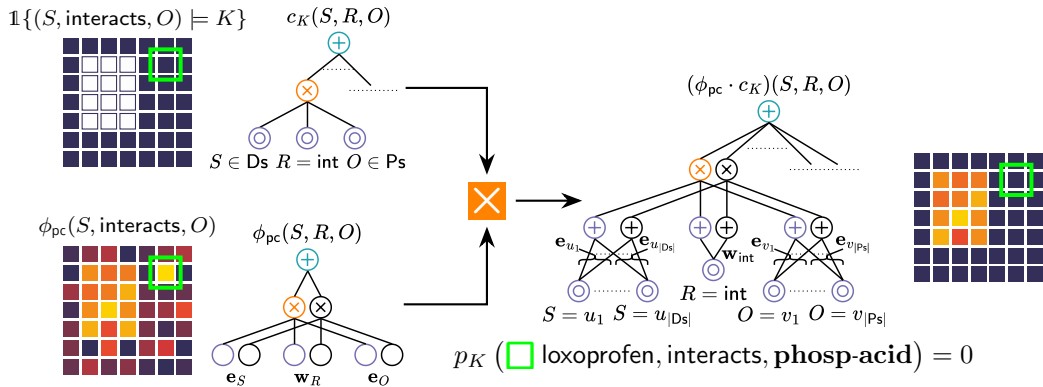 𝟙{(S, interacts, O) ⊨ K}
c_K(S, R, O)
S ∈ Ds R = int O ∈ Ps
ϕ_pc(S, interacts, O)
ϕ_pc(S, R, O)
e_S w_R e_O
(ϕ_pc · c_K)(S, R, O)
e_{u_1} e_{u_{|Ds|}} w_int e_{v_1} e_{v_{|Ps|}}
R = int
S = u_1 S = u_{|Ds|} O = v_1 O = v_{|Ps|}
p_K (□ loxoprofen, interacts, phosp-acid) = 0